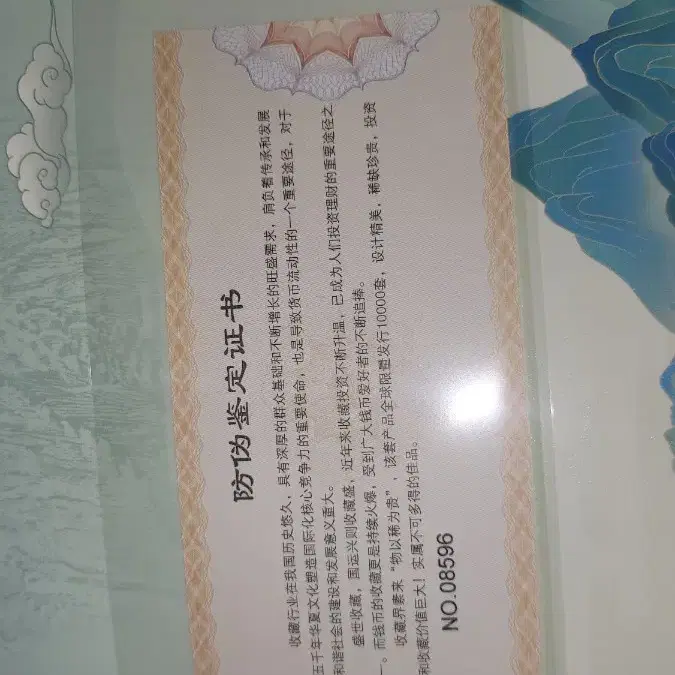 防伪鉴定证书
收藏行业在我国历史悠久，具有深厚的群众基础和不断增长的旺盛需求，肩负着传承和发展
五千年华夏文化塑造国际化核心竞争力的重要使命，也是导致货币流动性的一个重要途径，对于
和谐社会的建设和发展意义重大。
盛世收藏，国运兴则收藏盛，近年来收藏投资不断升温，已成为人们投资理财的重要途径之
一。而钱币的收藏更是持续火爆，受到广大钱币爱好者的不断追捧。
收藏界素来“物以稀为贵”，该套产品全球限量发行10000套，设计精美，稀缺珍贵，投资
和收藏价值巨大！实属不可多得的佳品。
NO.08596